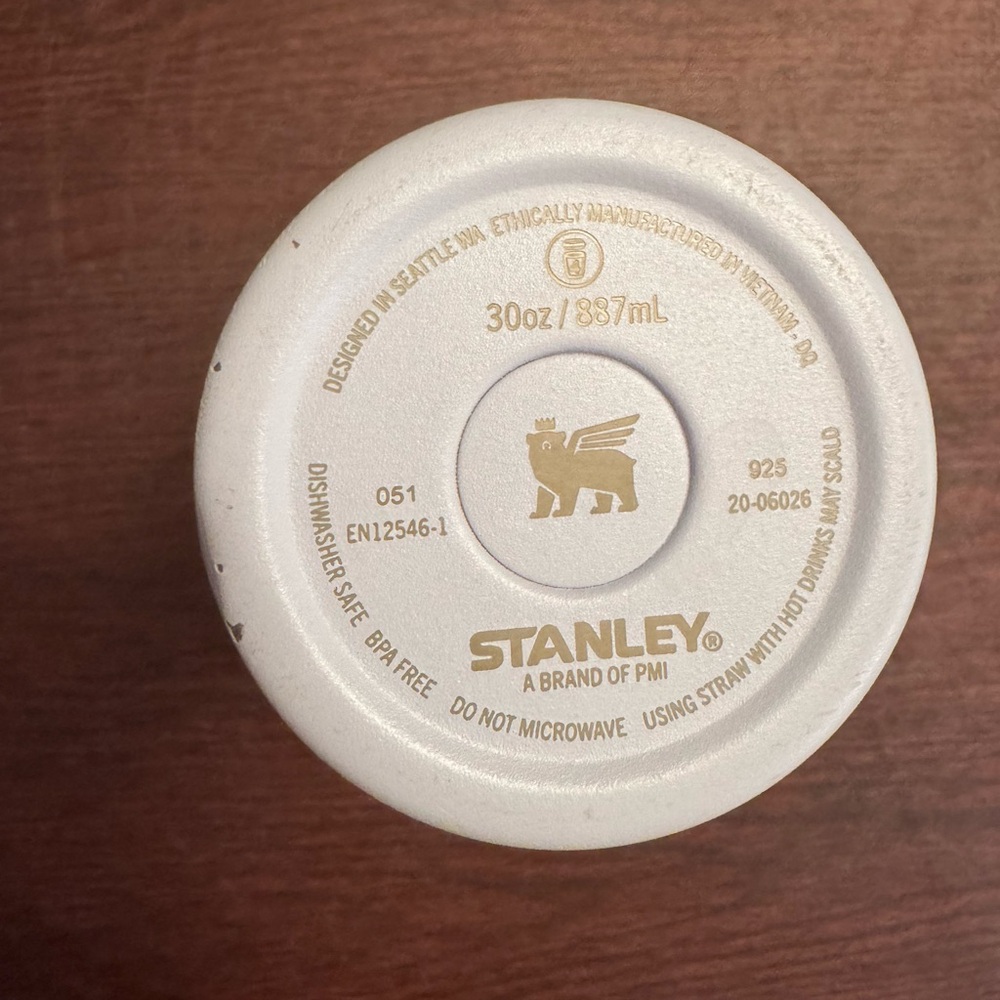 DESIGNED IN SEATTLE WA ETHICALLY MANUFACTURED IN VIETNAM - DQ
30oz / 887mL
051
EN12546-1
925
20-06026
STANLEY®
A BRAND OF PMI
DISHWASHER SAFE BPA FREE DO NOT MICROWAVE USING STRAW WITH HOT DRINKS MAY SCALD